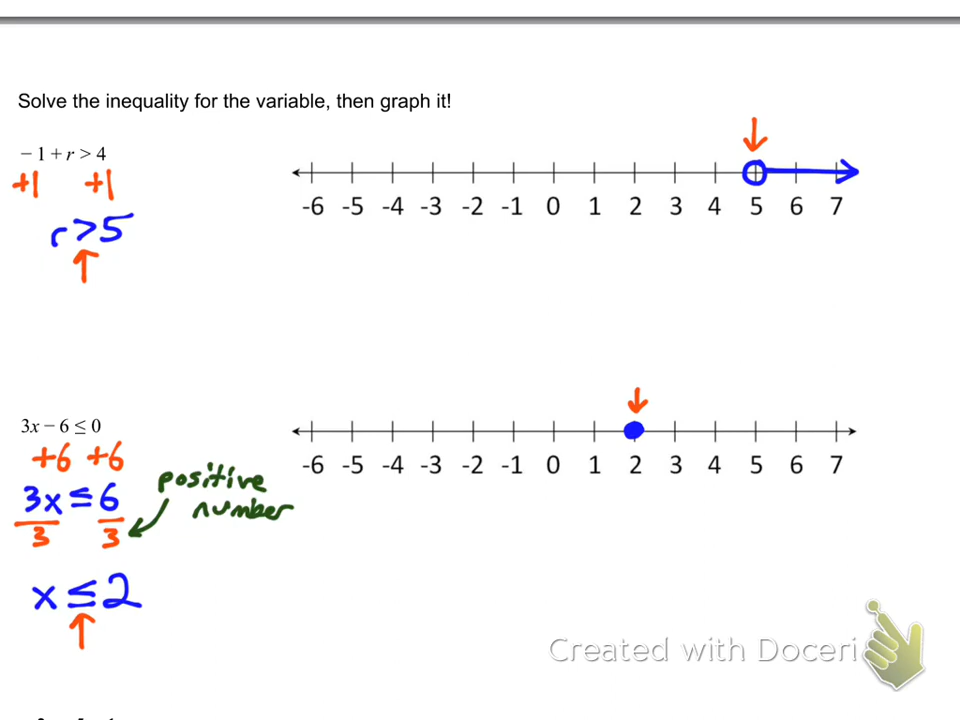 Solve the inequality for the variable, then graph it!
− 1 + r > 4
+1 +1
r > 5
-6 -5 -4 -3 -2 -1 0 1 2 3 4 5 6 7
3x − 6 ≤ 0
+6 +6
3x ≤ 6
3 3
positive
number
x ≤ 2
-6 -5 -4 -3 -2 -1 0 1 2 3 4 5 6 7
Created with Doceri